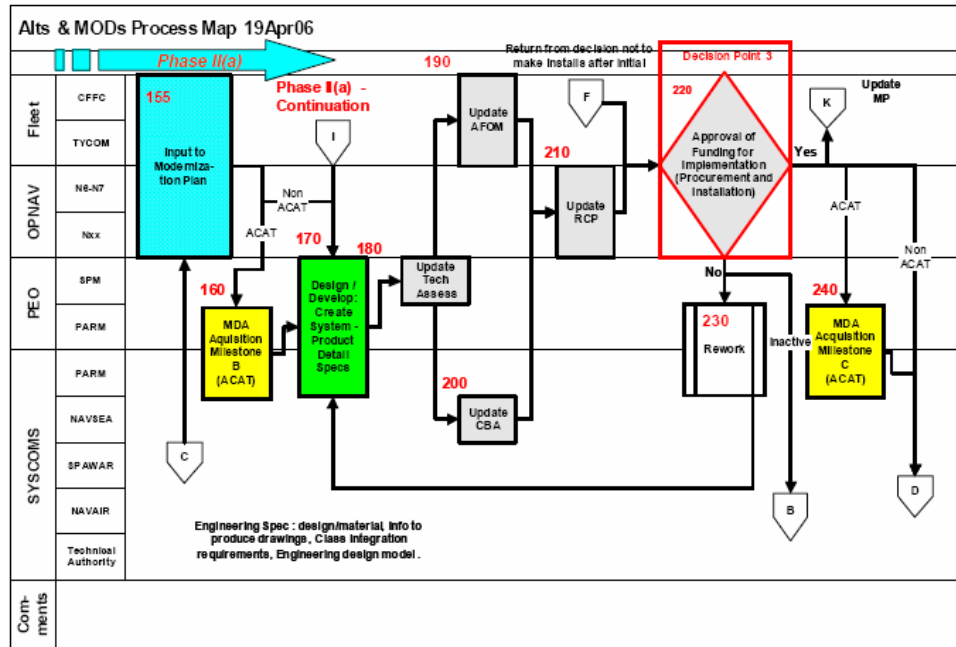 Alts & MODs Process Map 19Apr06
Phase II(a)
Phase II(a) -
Continuation
190
Return from decision not to
make installs after initial
Decision Point 3
Update
MP
Fleet
CFFC
TYCOM
OPNAV
N6-N7
Nxx
PEO
SPM
PARM
SYSCOMS
PARM
NAVSEA
SPAWAR
NAVAIR
Technical
Authority
Com-
ments
155
Input to
Moderniza-
tion Plan
I
Non
ACAT
ACAT
160
MDA
Aquisition
Milestone
B
(ACAT)
C
170
Design /
Develop:
Create
System -
Product
Detail
Specs
180
Update
Tech
Assess
Update
AFOM
200
Update
CBA
210
Update
RCP
F
220
Approval of
Funding for
Implementation
(Procurement and
Installation)
Yes
No
K
ACAT
Non
ACAT
230
Rework
Inactive
240
MDA
Acquisition
Milestone
C
(ACAT)
B
D
Engineering Spec : design/material, Info to
produce drawings, Class Integration
requirements, Engineering design model .